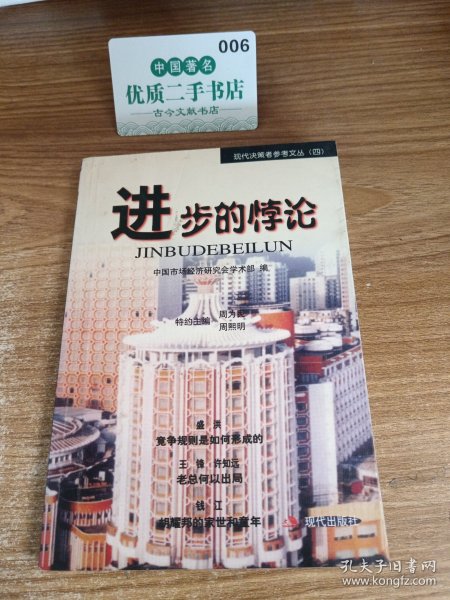 006
中国著名
优质二手书店
古今文献书店
现代决策者参考文丛(四)
进步的悖论
JINBUDEBEILUN
中国市场经济研究会学术部 编
特约主编
周为民
周熙明
盛 洪
竞争规则是如何形成的
王 锋 许知远
老总何以出局
钱 江
胡耀邦的家世和童年
现代出版社
孔夫子旧书网
www.kongfz.com